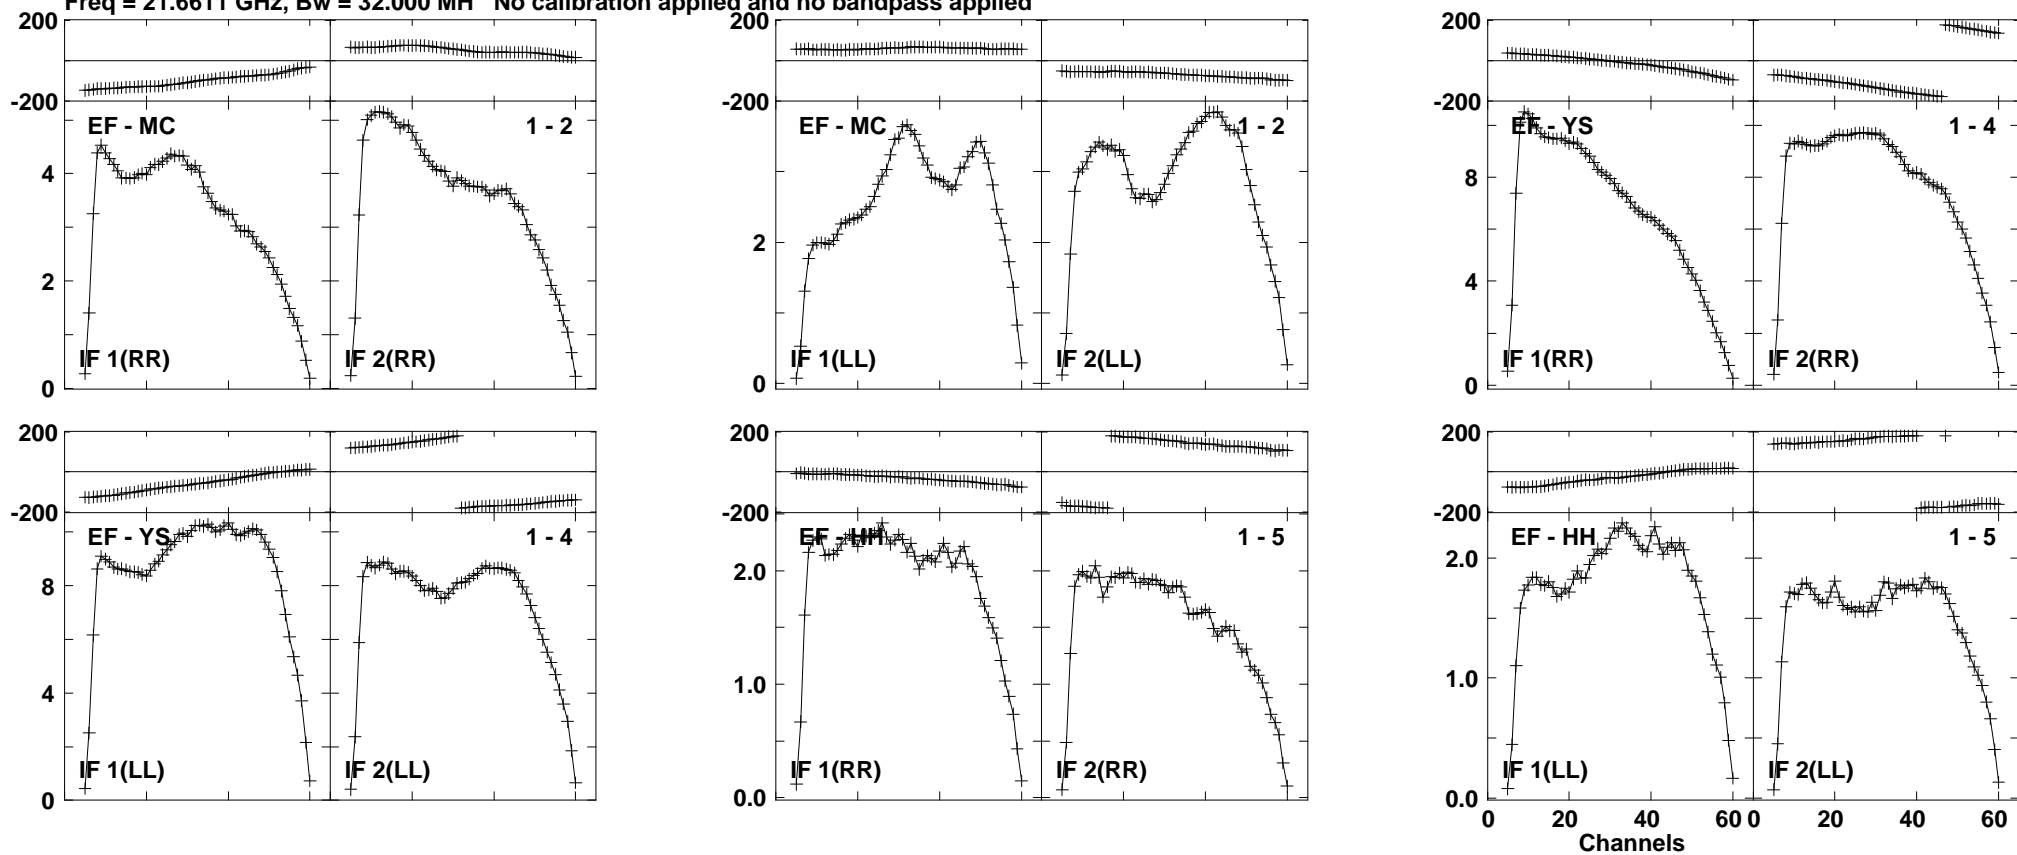 Freq = 21.6611 GHz, Bw = 32.000 MH No calibration applied and no bandpass applied
200
-200
EF - MC
1 - 2
4
2
0
IF 1(RR)
IF 2(RR)
200
-200
EF - MC
1 - 2
2
0
IF 1(LL)
IF 2(LL)
200
-200
EF - YS
1 - 4
8
4
0
IF 1(RR)
IF 2(RR)
200
-200
EF - YS
1 - 4
8
4
0
IF 1(LL)
IF 2(LL)
200
-200
EF - HH
1 - 5
2.0
1.0
0.0
IF 1(RR)
IF 2(RR)
200
-200
EF - HH
1 - 5
2.0
1.0
0.0
IF 1(LL)
IF 2(LL)
0 20 40 60 0 20 40 60
Channels